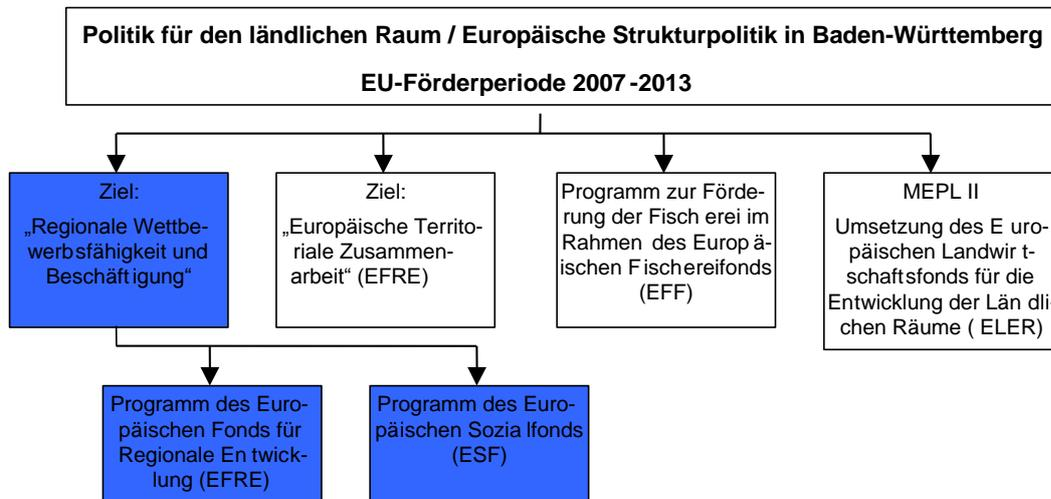 Politik für den ländlichen Raum / Europäische Strukturpolitik in Baden-Württemberg
EU-Förderperiode 2007 -2013
Ziel:
„Regionale Wettbe-
werbsfähigkeit und
Beschäftigung“
Ziel:
„Europäische Territo-
riale Zusammen-
arbeit“ (EFRE)
Programm zur Förde-
rung der Fisch erei im
Rahmen des Europ ä-
ischen Fischereifonds
(EFF)
MEPL II
Umsetzung des E uro-
päischen Landwir t-
schaftsfonds für die
Entwicklung der Län dli-
chen Räume ( ELER)
Programm des Euro-
päischen Fonds für
Regionale En twick-
lung (EFRE)
Programm des Euro-
päischen Sozia lfonds
(ESF)